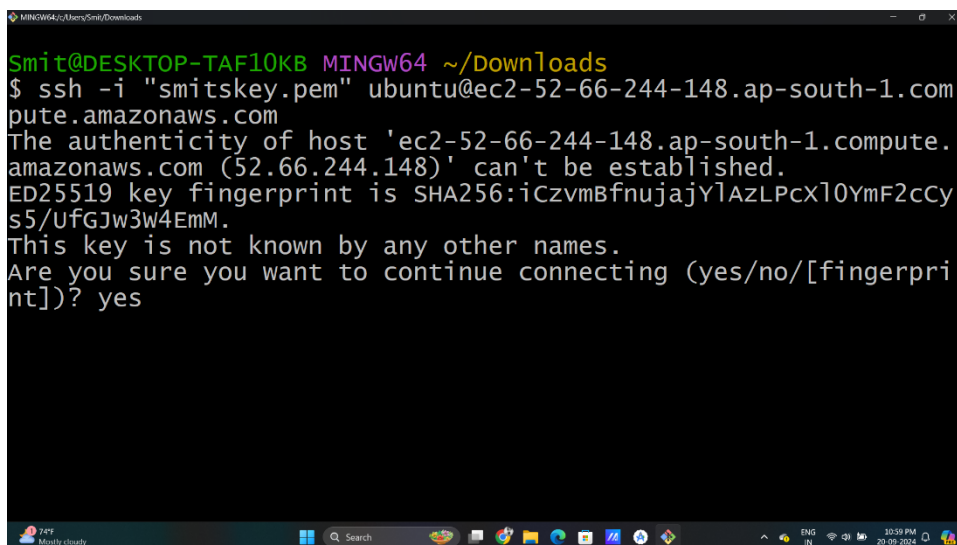 MINGW64:/c/Users/Smit/Downloads
Smit@DESKTOP-TAF10KB MINGW64 ~/Downloads
$ ssh -i "smitskey.pem" ubuntu@ec2-52-66-244-148.ap-south-1.com
pute.amazonaws.com
The authenticity of host 'ec2-52-66-244-148.ap-south-1.compute.
amazonaws.com (52.66.244.148)' can't be established.
ED25519 key fingerprint is SHA256:iCzvmBfnujajYlAzLPcXl0YmF2cCy
s5/UfGJw3W4EmM.
This key is not known by any other names.
Are you sure you want to continue connecting (yes/no/[fingerpri
nt])? yes
74°F
Mostly cloudy
Search
ENG
IN
10:59 PM
20-09-2024